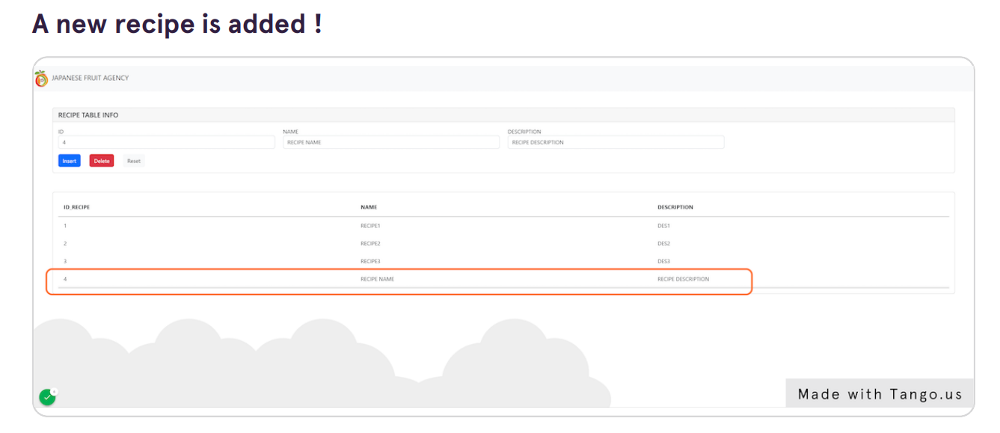 A new recipe is added !
JAPANESE FRUIT AGENCY
RECIPE TABLE INFO
ID NAME DESCRIPTION
4 RECIPE NAME RECIPE DESCRIPTION
Insert Delete Reset
ID_RECIPE NAME DESCRIPTION
1 RECIPE1 DES1
2 RECIPE2 DES2
3 RECIPE3 DES3
4 RECIPE NAME RECIPE DESCRIPTION
Made with Tango.us